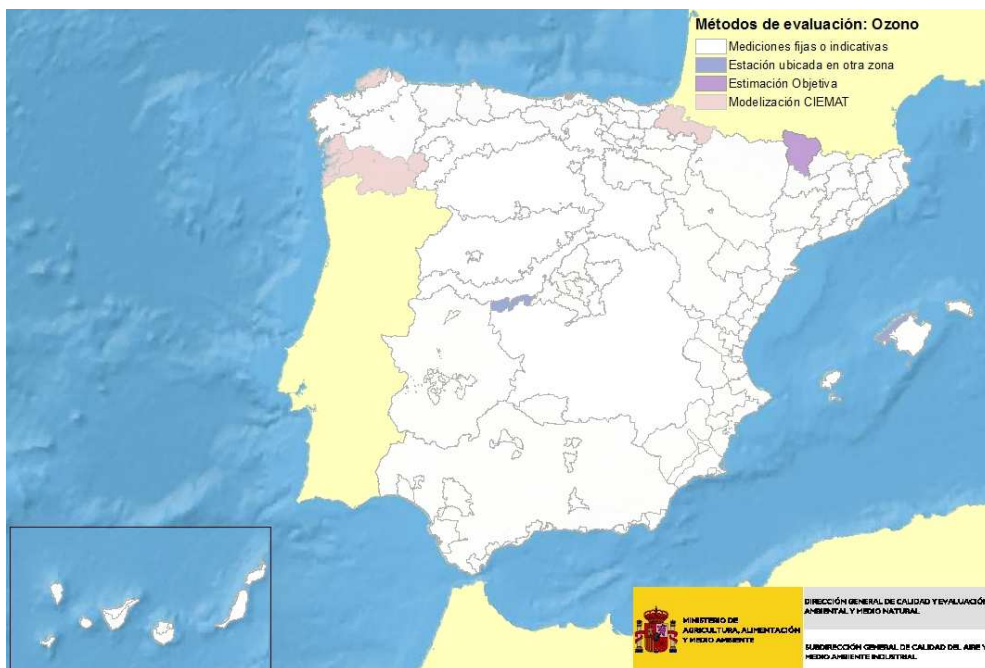 Métodos de evaluación: Ozono
Mediciones fijas o indicativas
Estación ubicada en otra zona
Estimación Objetiva
Modelización CIEMAT
MINISTERIO DE
AGRICULTURA, ALIMENTACIÓN
Y MEDIO AMBIENTE
DIRECCIÓN GENERAL DE CALIDAD Y EVALUACIÓN
AMBIENTAL Y MEDIO NATURAL
SUBDIRECCIÓN GENERAL DE CALIDAD DEL AIRE Y
MEDIO AMBIENTE INDUSTRIAL